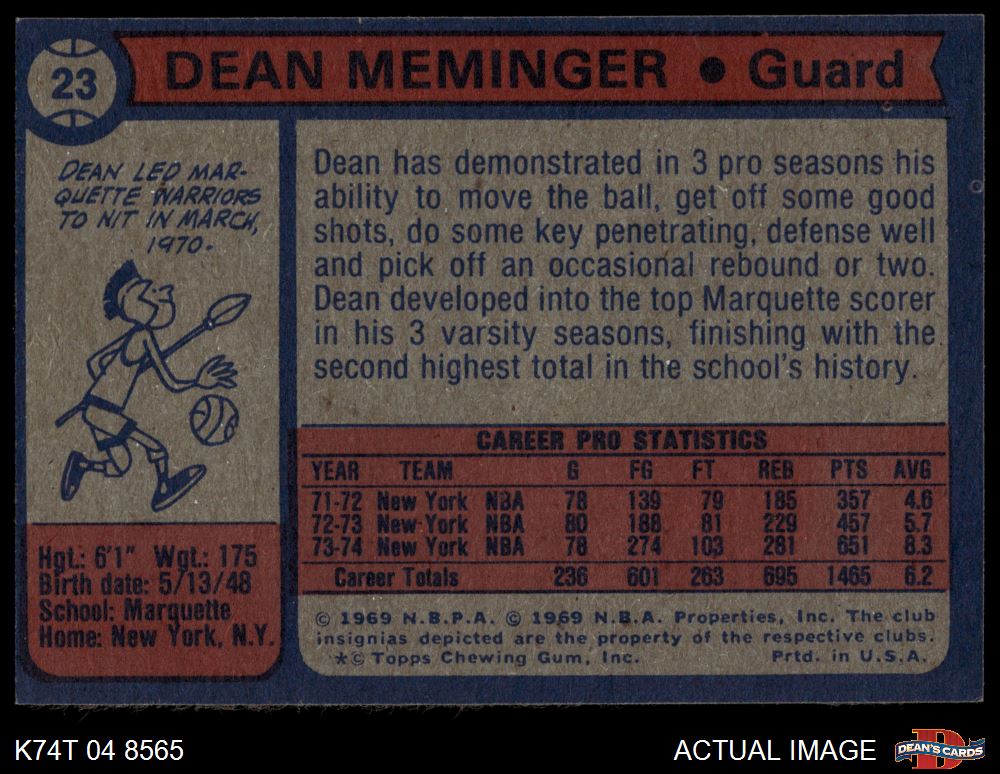 23
DEAN MEMINGER ● Guard
DEAN LED MAR-
QUETTE WARRIORS
TO NIT IN MARCH,
1970.
Dean has demonstrated in 3 pro seasons his
ability to move the ball, get off some good
shots, do some key penetrating, defense well
and pick off an occasional rebound or two.
Dean developed into the top Marquette scorer
in his 3 varsity seasons, finishing with the
second highest total in the school's history.
CAREER PRO STATISTICS
YEAR TEAM G FG FT REB PTS AVG
71-72 New York NBA 78 139 79 185 357 4.6
72-73 New York NBA 80 188 81 229 457 5.7
73-74 New York NBA 78 274 103 281 651 8.3
Career Totals 236 601 263 695 1465 6.2
Hgt.: 6'1" Wgt.: 175
Birth date: 5/13/48
School: Marquette
Home: New York, N.Y.
© 1969 N.B.P.A. © 1969 N.B.A. Properties, Inc. The club
insignias depicted are the property of the respective clubs.
*© Topps Chewing Gum, Inc. Prtd. in U.S.A.
K74T 04 8565
ACTUAL IMAGE
DEAN'S CARDS